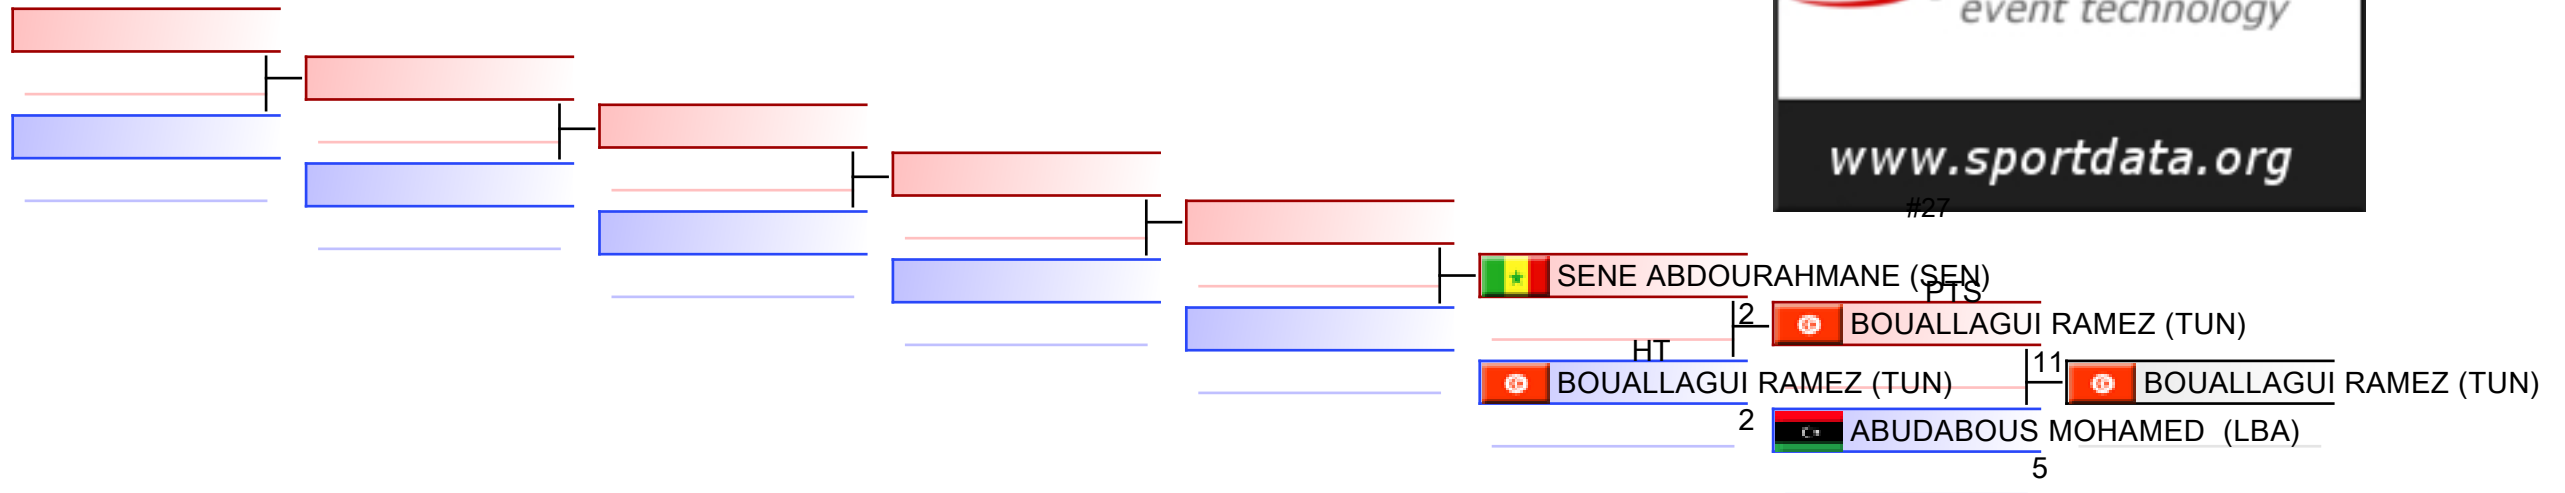 event technology
www.sportdata.org
#27
SENE ABDOURAHMANE (SEN)
PTS
2
BOUALLAGUI RAMEZ (TUN)
HT
11
BOUALLAGUI RAMEZ (TUN)
BOUALLAGUI RAMEZ (TUN)
2
ABUDABOUS MOHAMED (LBA)
5